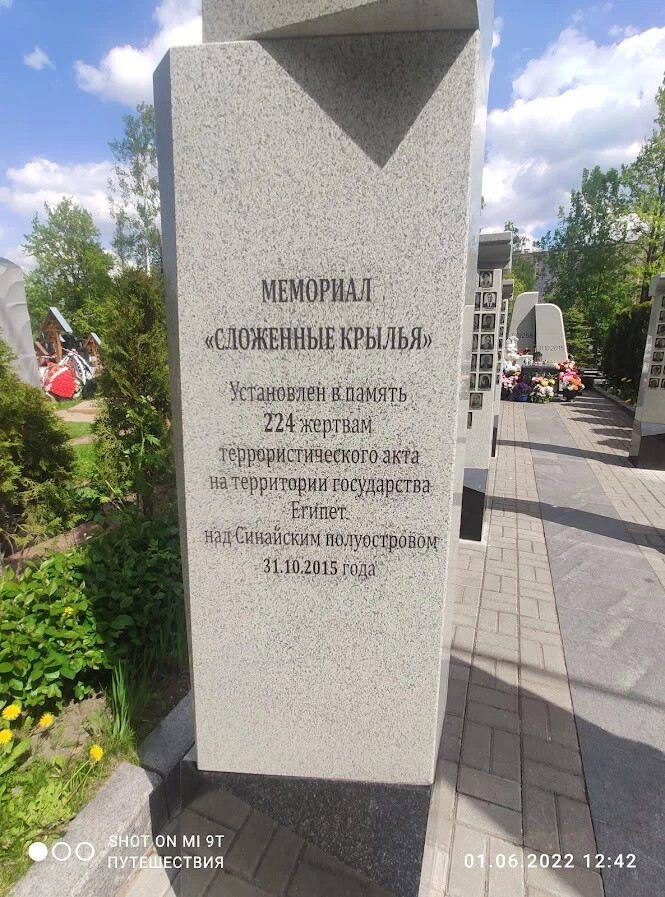 МЕМОРИАЛ
«СЛОЖЕННЫЕ КРЫЛЬЯ»
Установлен в память
224 жертвам
террористического акта
на территории государства
Египет.
над Синайским полуостровом
31.10.2015 года
SHOT ON MI 9T
ПУТЕШЕСТВИЯ
01.06.2022 12:42